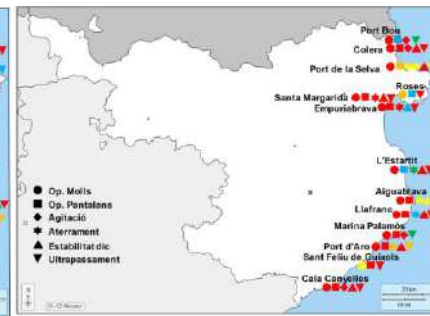 Port Bou
Colera
Port de la Selva
Roses
Santa Margarida
Empuriebrava
L'Estartit
Aiguablava
Llafranc
Marina Palamós
Port d'Aro
Sant Feliu de Guíxols
Cala Canyelles
Op. Molls
Op. Pantalans
Agitació
Aterrament
Estabilitat dic
Ultrapassament